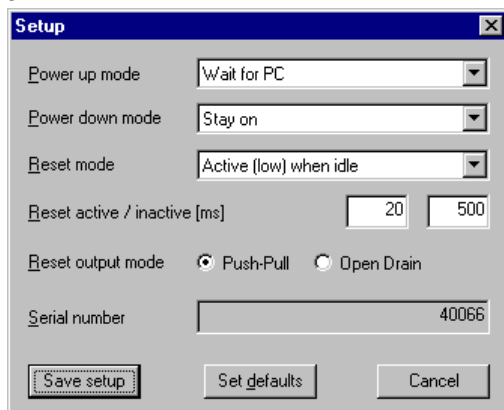 Setup
Power up mode Wait for PC
Power down mode Stay on
Reset mode Active (low) when idle
Reset active / inactive [ms] 20 500
Reset output mode Push-Pull Open Drain
Serial number 40066
Save setup Set defaults Cancel